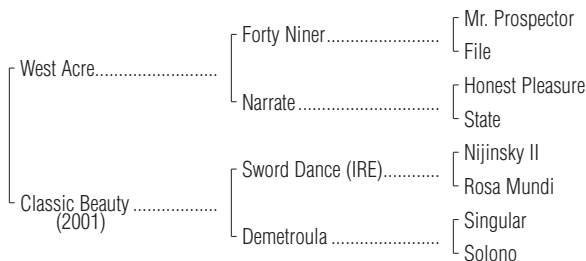 Mr. Prospector
Forty Niner
File
West Acre
Honest Pleasure
Narrate
State
Nijinsky II
Sword Dance (IRE)
Rosa Mundi
Classic Beauty
(2001)
Singular
Demetroula
Solono